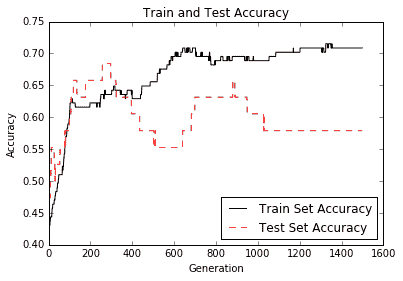 Train and Test Accuracy
0.75
0.70
0.65
0.60
0.55
0.50
0.45
0.40
Accuracy
0 200 400 600 800 1000 1200 1400 1600
Generation
Train Set Accuracy
Test Set Accuracy